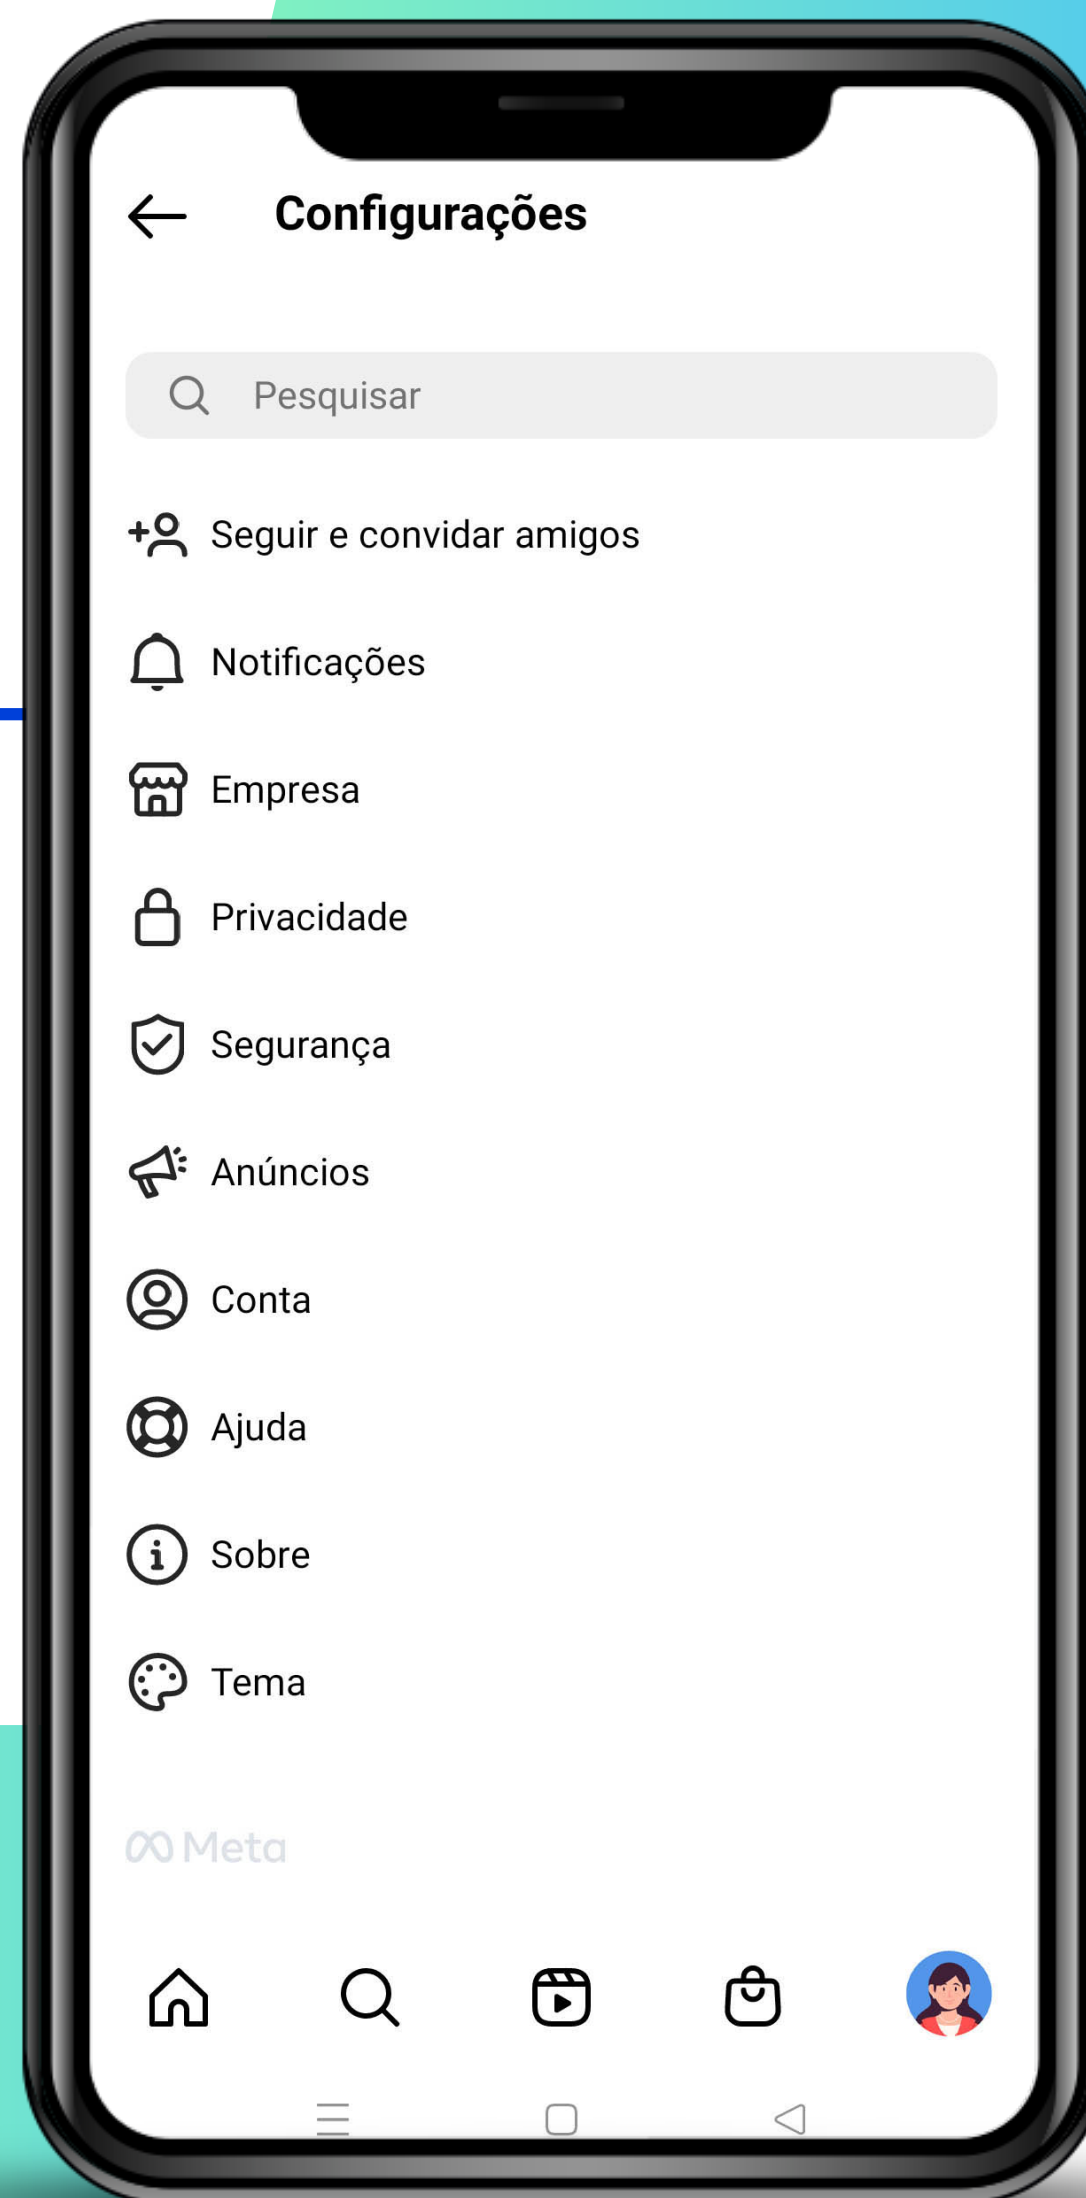 Configurações
Pesquisar
Seguir e convidar amigos
Notificações
Empresa
Privacidade
Segurança
Anúncios
Conta
Ajuda
Sobre
Tema
Meta